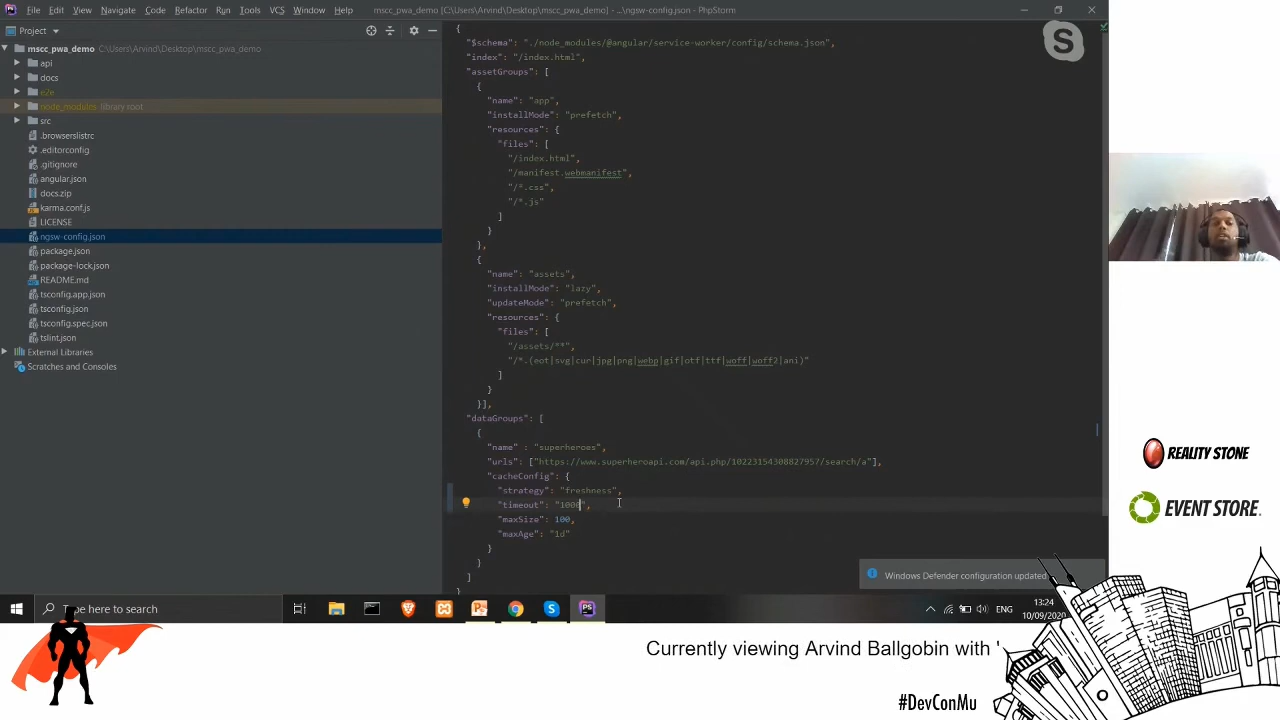 File Edit View Navigate Code Refactor Run Tools VCS Window Help mscc_pwa_demo [C:\Users\Arvind\Desktop\mscc_pwa_demo] - ...\ngsw-config.json - PhpStorm
Project
mscc_pwa_demo C:\Users\Arvind\Desktop\mscc_pwa_demo
api
docs
e2e
node_modules library root
src
.browserslistrc
.editorconfig
.gitignore
angular.json
docs.zip
karma.conf.js
LICENSE
ngsw-config.json
package.json
package-lock.json
README.md
tsconfig.app.json
tsconfig.json
tsconfig.spec.json
tslint.json
External Libraries
Scratches and Consoles
{
"$schema": "./node_modules/@angular/service-worker/config/schema.json",
"index": "/index.html",
"assetGroups": [
{
"name": "app",
"installMode": "prefetch",
"resources": {
"files": [
"/index.html",
"/manifest.webmanifest",
"/*.css",
"/*.js"
]
}
},
{
"name": "assets",
"installMode": "lazy",
"updateMode": "prefetch",
"resources": {
"files": [
"/assets/**",
"/*.(eot|svg|cur|jpg|png|webp|gif|otf|ttf|woff|woff2|ani)"
]
}
}],
"dataGroups": [
{
"name" : "superheroes",
"urls": ["https://www.superheroapi.com/api.php/10223154308827957/search/a"],
"cacheConfig": {
"strategy": "freshness",
"timeout": "1000",
"maxSize": 100,
"maxAge": "1d"
}
}
]
}
S
Windows Defender configuration updated
Type here to search
ENG
13:24
10/09/2020
REALITY STONE
EVENT STORE.
Currently viewing Arvind Ballgobin with '
#DevConMu